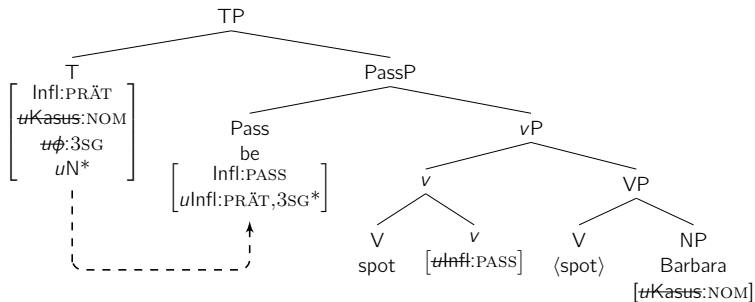 TP
T PassP
Infl:PRÄT
uKasus:NOM
uϕ:3SG
uN*
Pass vP
be
Infl:PASS
uInfl:PRÄT,3SG*
v VP
V v V NP
spot [uInfl:PASS] ⟨spot⟩ Barbara
[uKasus:NOM]